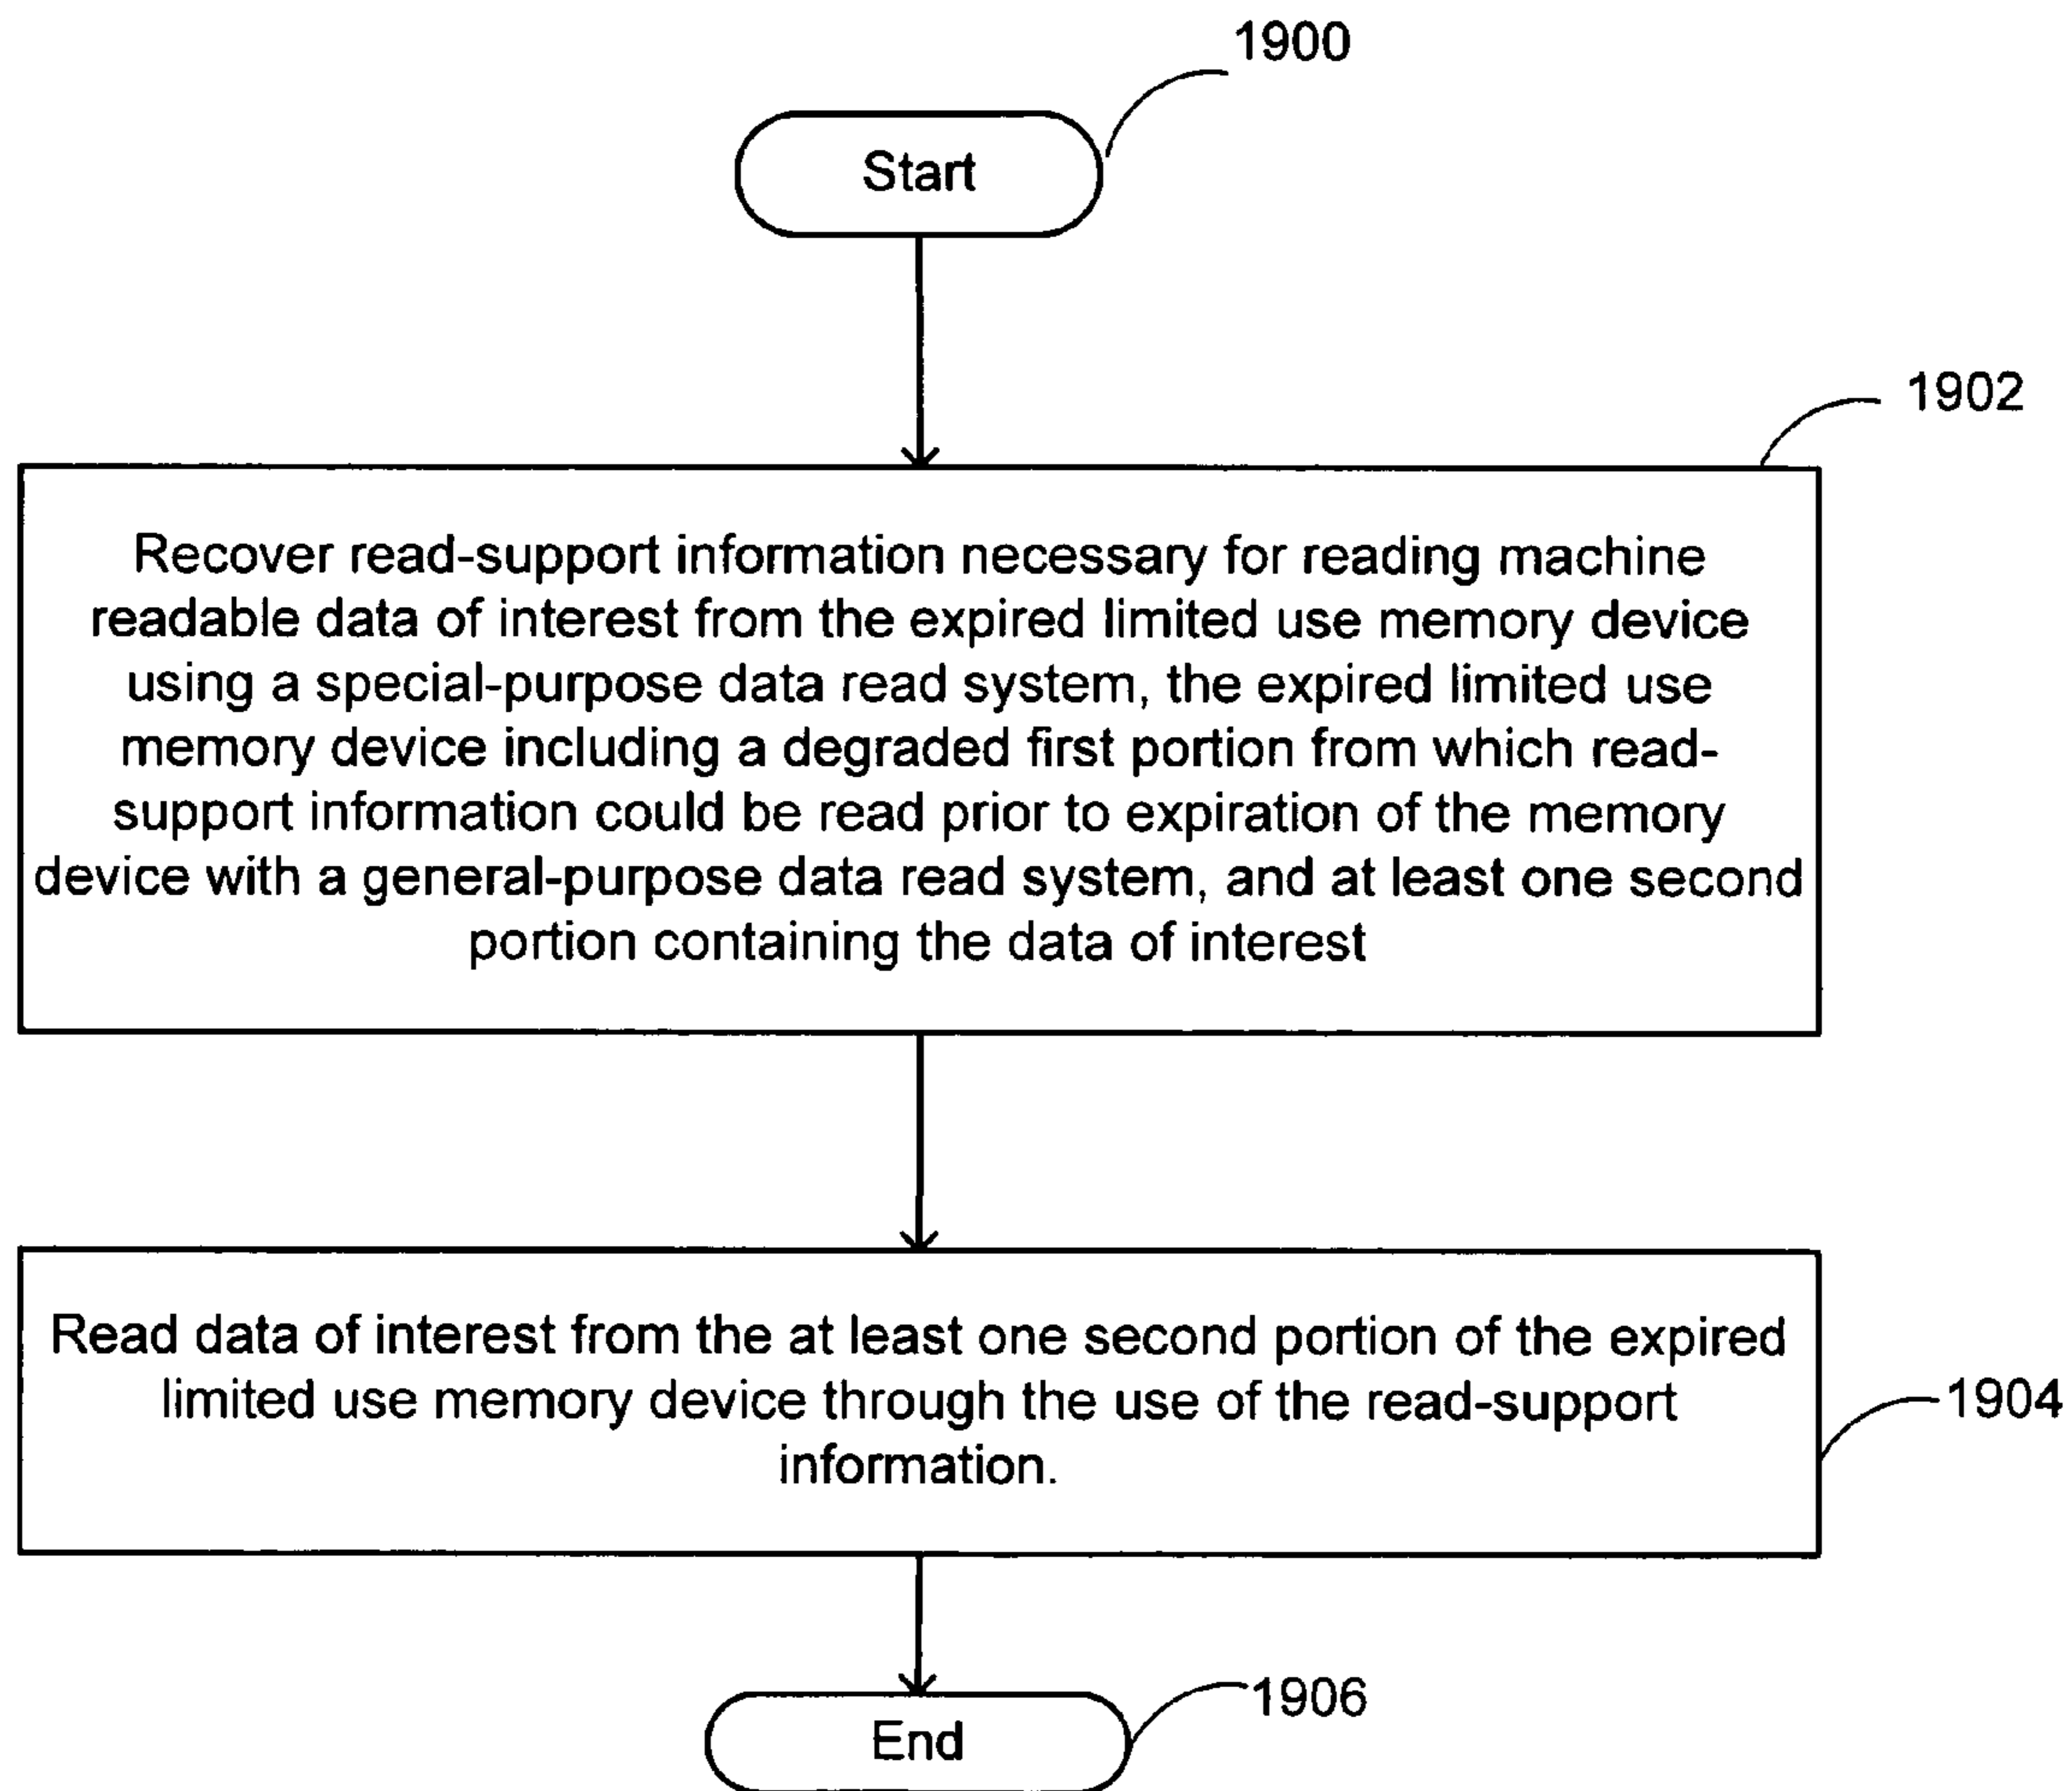 1900
Start
1902
Recover read-support information necessary for reading machine
readable data of interest from the expired limited use memory device
using a special-purpose data read system, the expired limited use
memory device including a degraded first portion from which read-
support information could be read prior to expiration of the memory
device with a general-purpose data read system, and at least one second
portion containing the data of interest
Read data of interest from the at least one second portion of the expired
limited use memory device through the use of the read-support
information.
1904
1906
End